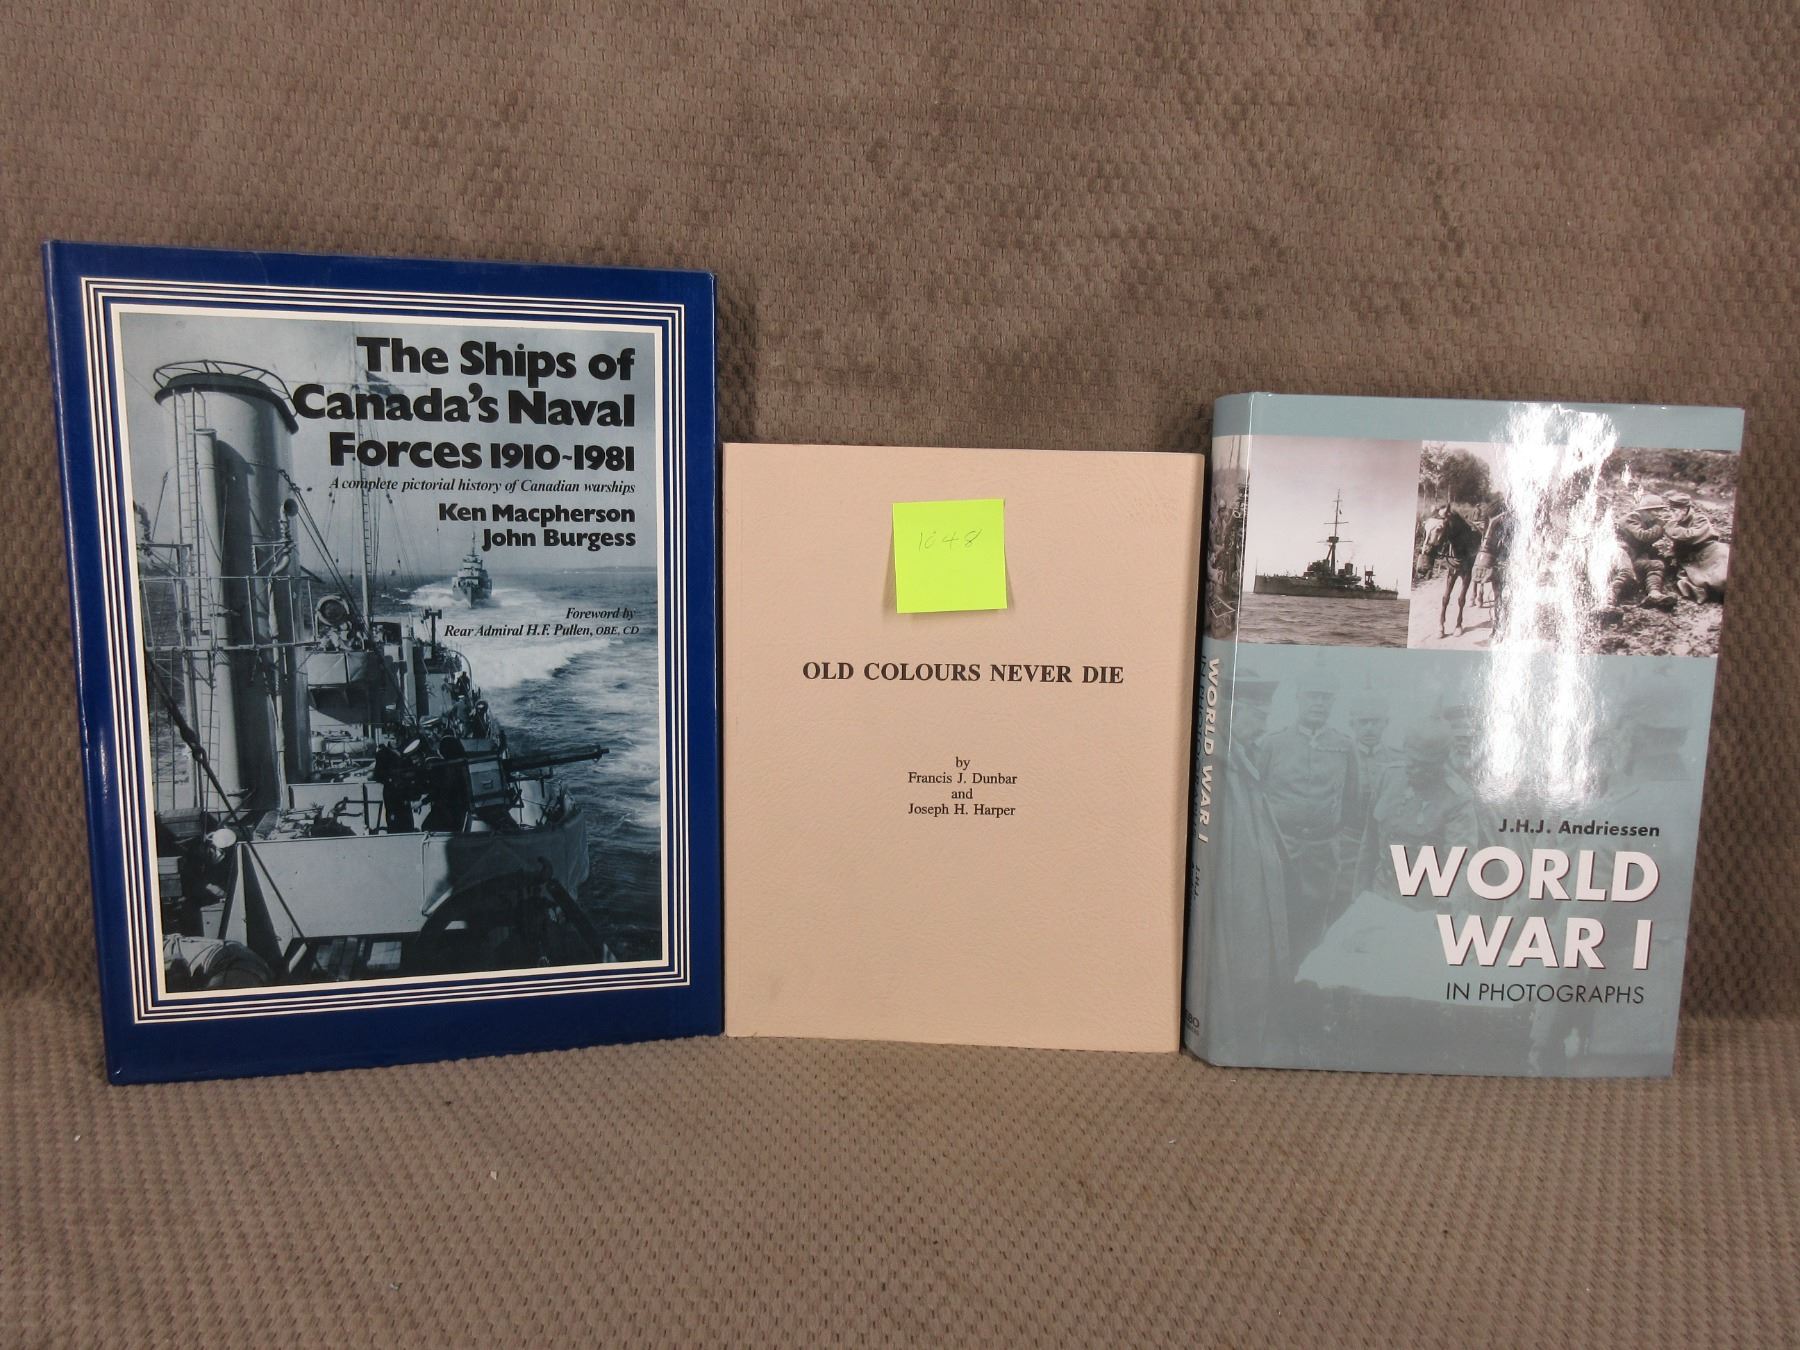 The Ships of
Canada's Naval
Forces 1910~1981
A complete pictorial history of Canadian warships
Ken Macpherson
John Burgess
Foreword by
Rear Admiral H.F. Pullen, OBE, CD
1048
OLD COLOURS NEVER DIE
by
Francis J. Dunbar
and
Joseph H. Harper
WORLD WAR I
J.H.J. Andriessen
WORLD
WAR I
IN PHOTOGRAPHS